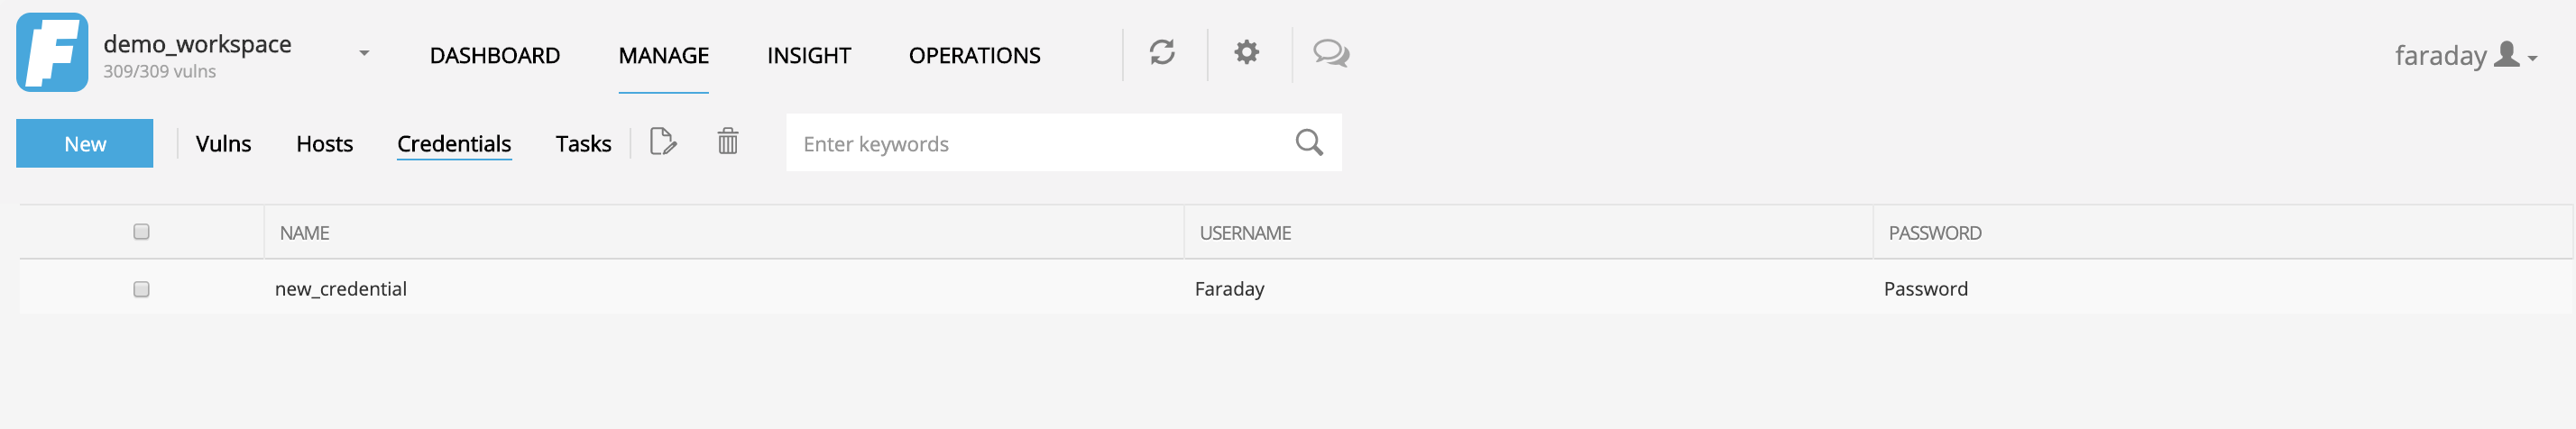 F
demo_workspace
309/309 vulns
DASHBOARD MANAGE INSIGHT OPERATIONS
faraday
New Vulns Hosts Credentials Tasks Enter keywords
NAME USERNAME PASSWORD
new_credential Faraday Password